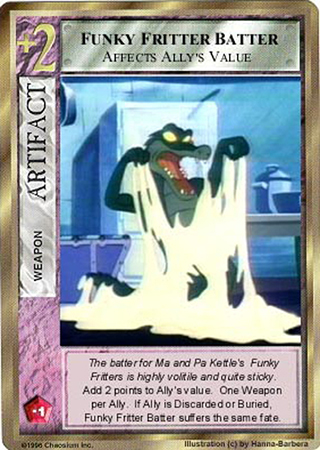 +2
FUNKY FRITTER BATTER
AFFECTS ALLY'S VALUE
ARTIFACT
WEAPON
The batter for Ma and Pa Kettle's Funky
Fritters is highly volitile and quite sticky.
Add 2 points to Ally's value. One Weapon
per Ally. If Ally is Discarded or Buried,
Funky Fritter Batter suffers the same fate.
-1
©1996 Chaosium Inc.
Illustration (c) by Hanna-Barbera